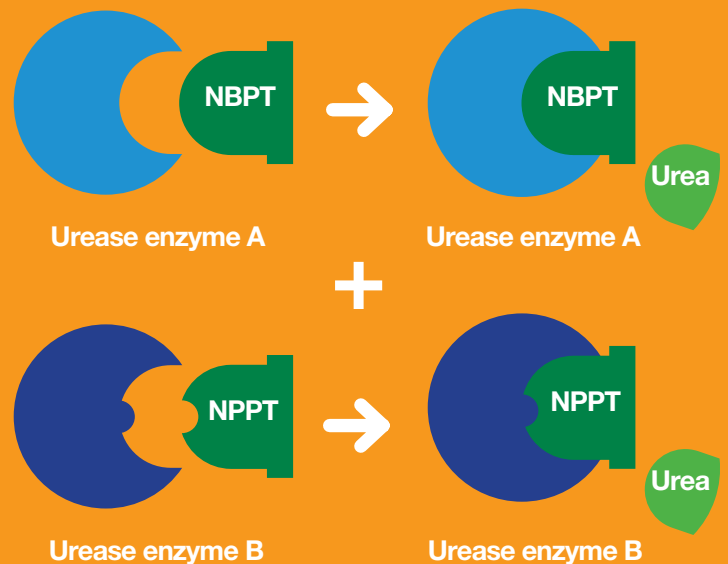 NBPT
NBPT
Urea
Urease enzyme A
Urease enzyme A
+
NPPT
NPPT
Urea
Urease enzyme B
Urease enzyme B